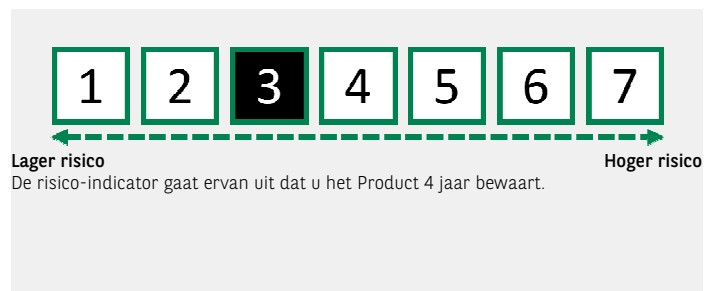 1 2 3 4 5 6 7
Lager risico Hoger risico
De risico-indicator gaat ervan uit dat u het Product 4 jaar bewaart.